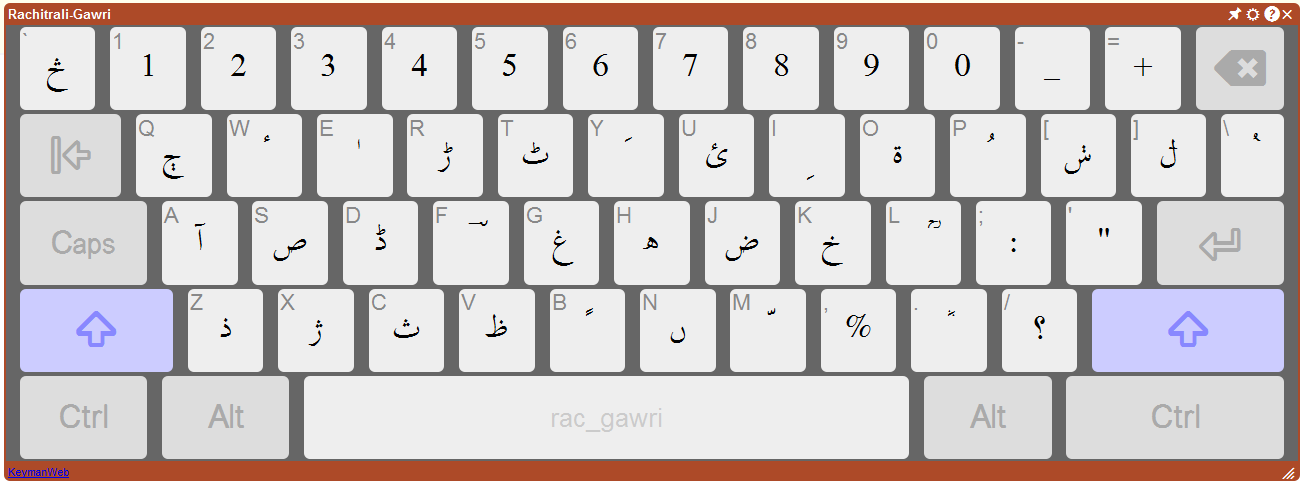 Rachitrali-Gawri
` 1 2 3 4 5 6 7 8 9 0 - =
څ 1 2 3 4 5 6 7 8 9 0 _ +
Q W E R T Y U I O P [ ] \
ڄ ٔ ٰ ڑ ٹ َ ئ ِ ة ُ ښ ݪ
Caps A S D F G H J K L ; '
آ ص ڈ غ ھ ض خ : "
Z X C V B N M , . /
ذ ژ ث ظ ً ں ّ % ؟
Ctrl Alt rac_gawri Alt Ctrl
KeymanWeb